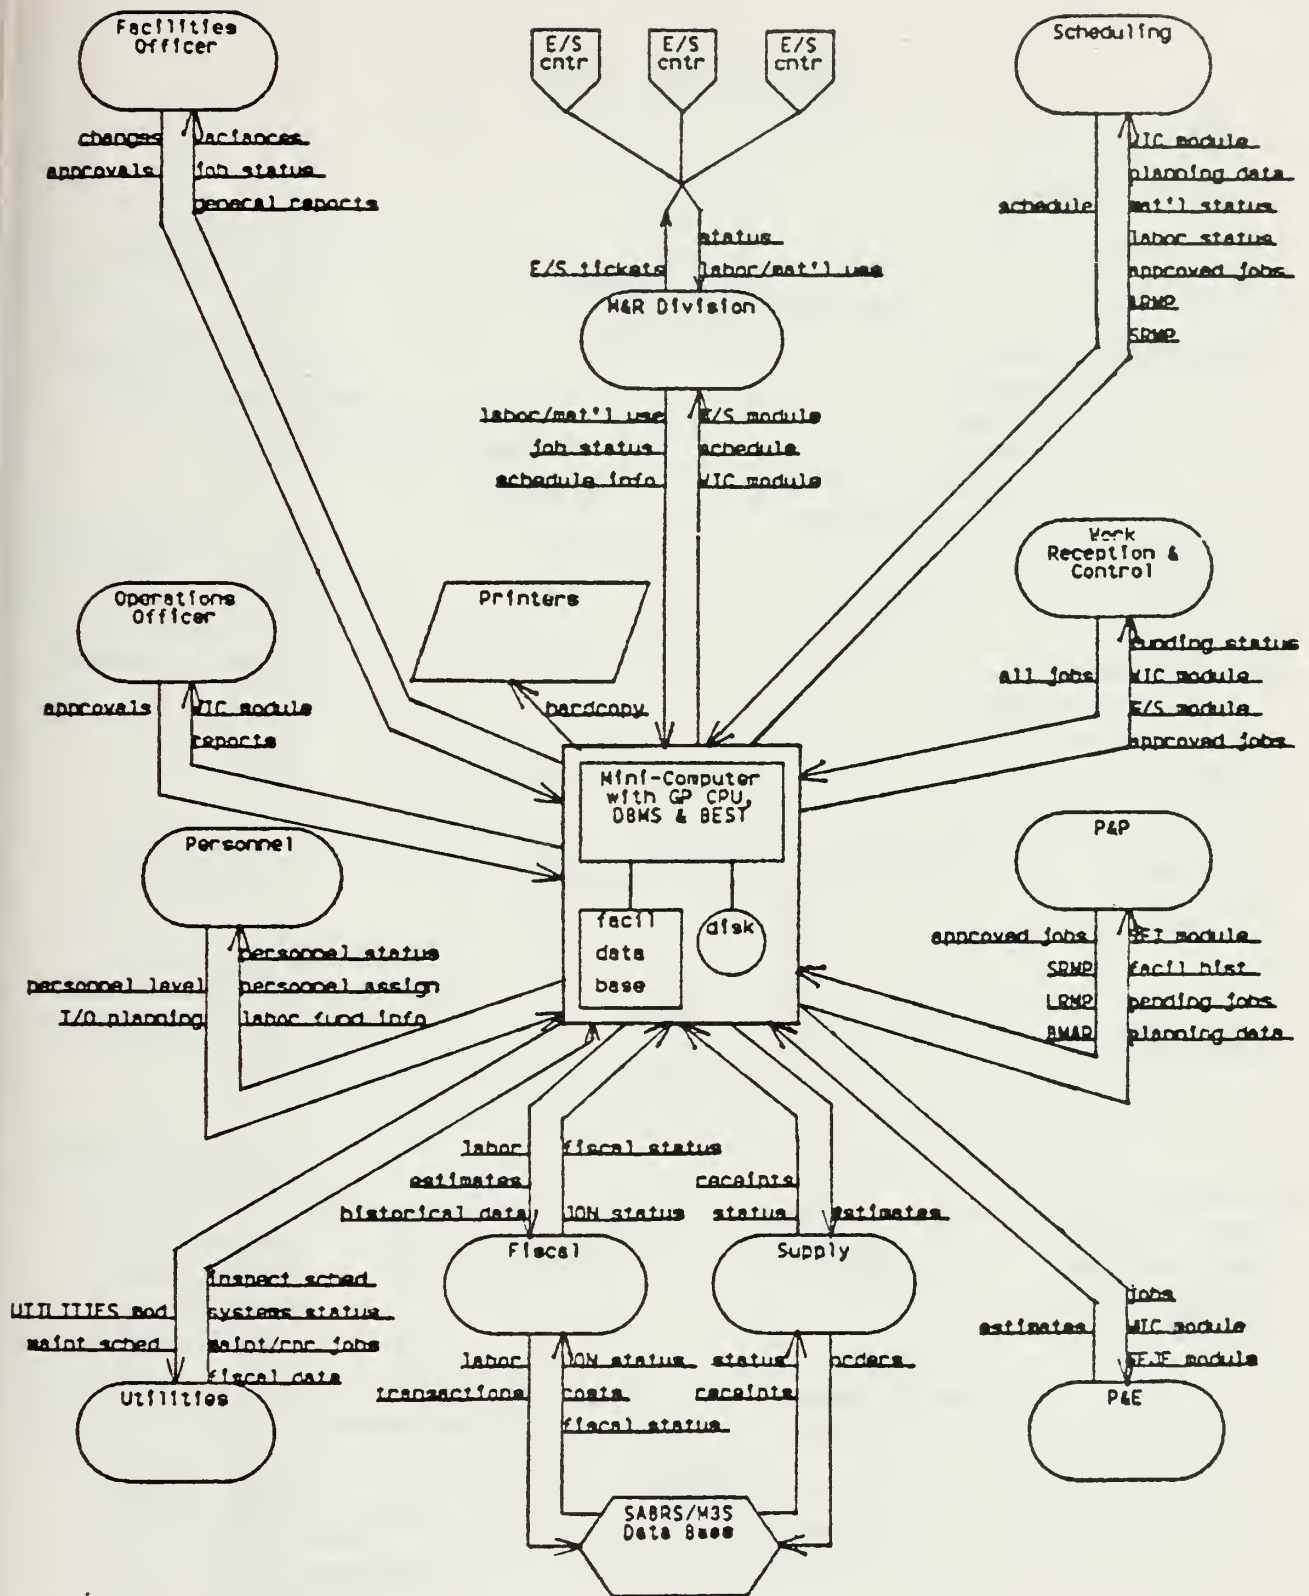 Facilities
Officer
E/S
cntr
E/S
cntr
E/S
cntr
Scheduling
changes
approvals
variances
job status
general reports
schedule
WIC module
planning data
mat'l status
labor status
approved jobs
LRMP
SRMP
status
E/S tickets
labor/mat'l use
M&R Division
labor/mat'l use
job status
schedule info
E/S module
schedule
WIC module
Work
Reception &
Control
Operations
Officer
Printers
hardcopy
approvals
WIC module
reports
all jobs
funding status
WIC module
E/S module
approved jobs
Mini-Computer
with GP CPU,
DBMS & BEST
facil
data
base
disk
Personnel
P&P
personnel level
T/O planning
personnel status
personnel assign
labor fund info
approved jobs
SRMP
LRMP
BMAR
module
facil hist
pending jobs
planning data
labor
estimates
historical data
fiscal status
JON status
receipts
status
estimates
Fiscal
Supply
UTILITIES mod
maint sched
inspect sched
systems status
maint/rpr jobs
fiscal data
Utilities
estimates
jobs
WIC module
module
P&E
labor
transactions
JON status
costs
fiscal status
status
receipts
orders
SABRS/M3S
Data Base